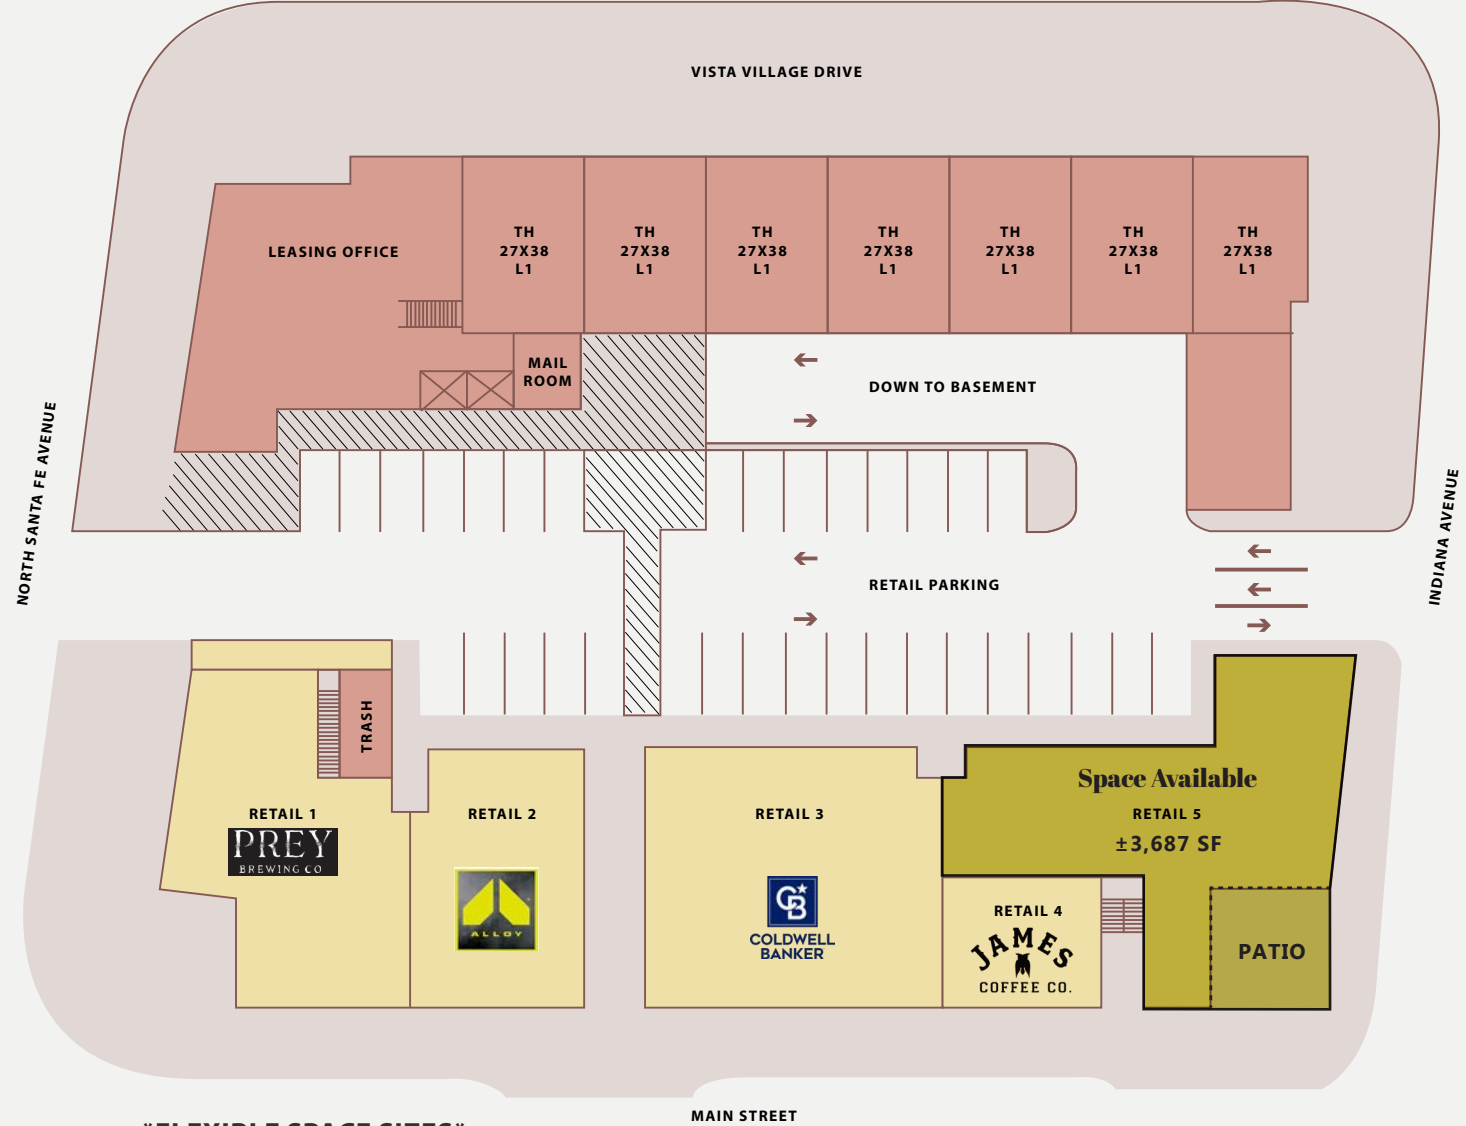 VISTA VILLAGE DRIVE
LEASING OFFICE
TH
27X38
L1
TH
27X38
L1
TH
27X38
L1
TH
27X38
L1
TH
27X38
L1
TH
27X38
L1
TH
27X38
L1
MAIL
ROOM
DOWN TO BASEMENT
NORTH SANTA FE AVENUE
INDIANA AVENUE
RETAIL PARKING
TRASH
RETAIL 1
PREY
BREWING CO
RETAIL 2
ALLOY
RETAIL 3
COLDWELL
BANKER
Space Available
RETAIL 5
±3,687 SF
RETAIL 4
JAMES
COFFEE CO.
PATIO
MAIN STREET
*FLEXIBLE SPACE SITES*